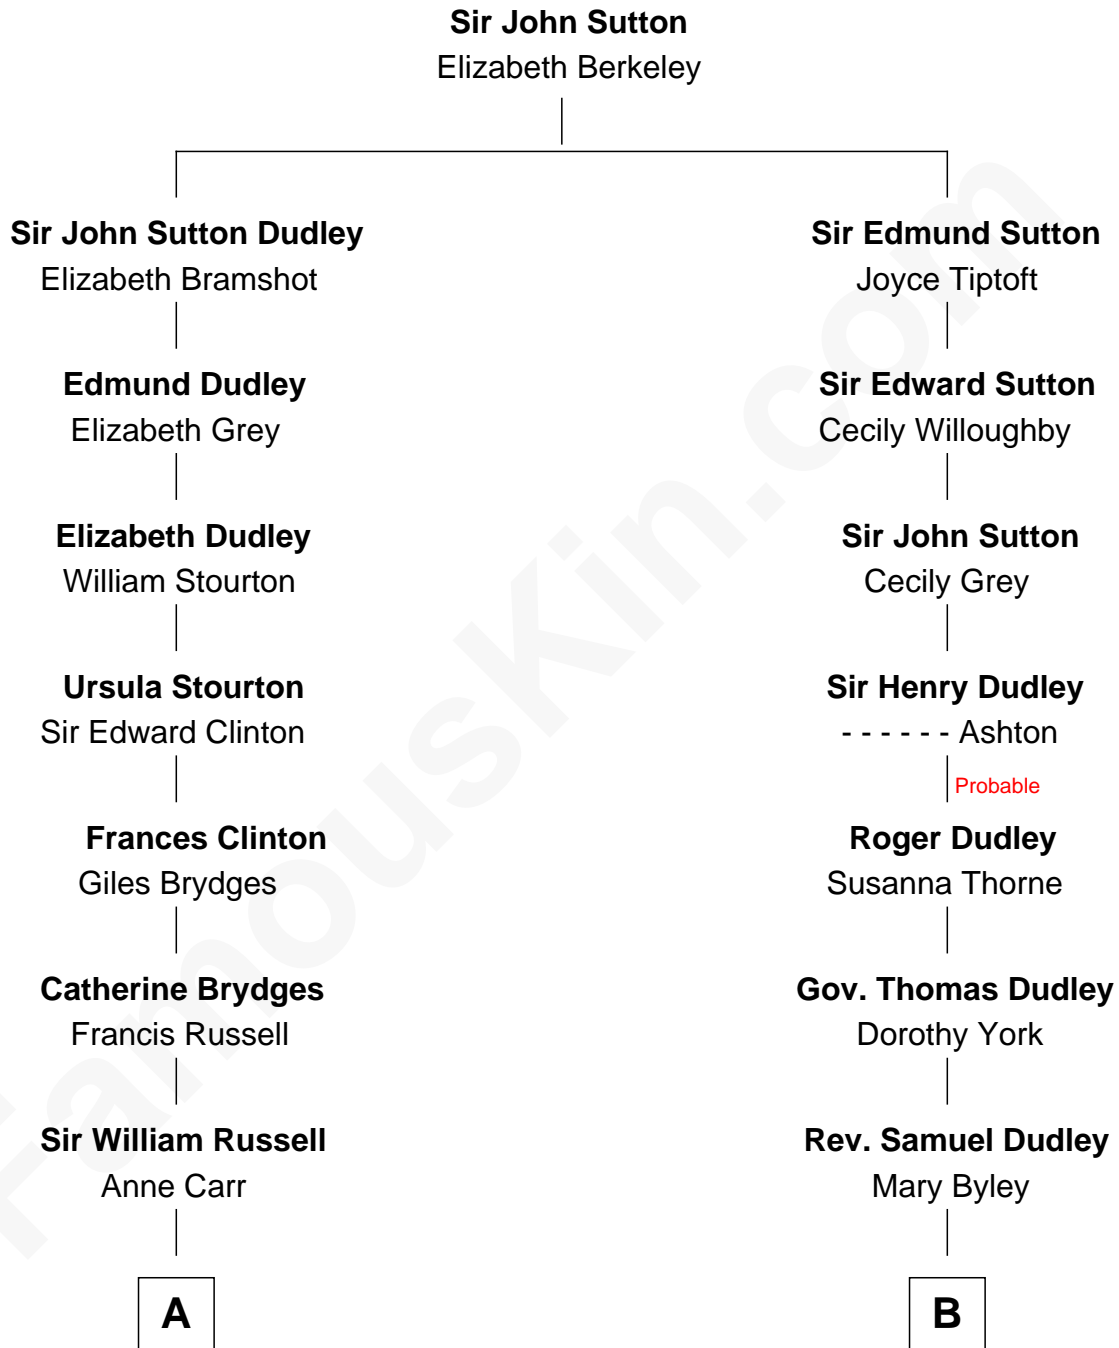 Sir John Sutton
Elizabeth Berkeley
Sir John Sutton Dudley
Elizabeth Bramshot
Sir Edmund Sutton
Joyce Tiptoft
Edmund Dudley
Elizabeth Grey
Sir Edward Sutton
Cecily Willoughby
Elizabeth Dudley
William Stourton
Sir John Sutton
Cecily Grey
Ursula Stourton
Sir Edward Clinton
Sir Henry Dudley
- - - - - - Ashton
Probable
Frances Clinton
Giles Brydges
Roger Dudley
Susanna Thorne
Catherine Brydges
Francis Russell
Gov. Thomas Dudley
Dorothy York
Sir William Russell
Anne Carr
Rev. Samuel Dudley
Mary Byley
A
B
FamousKin.com